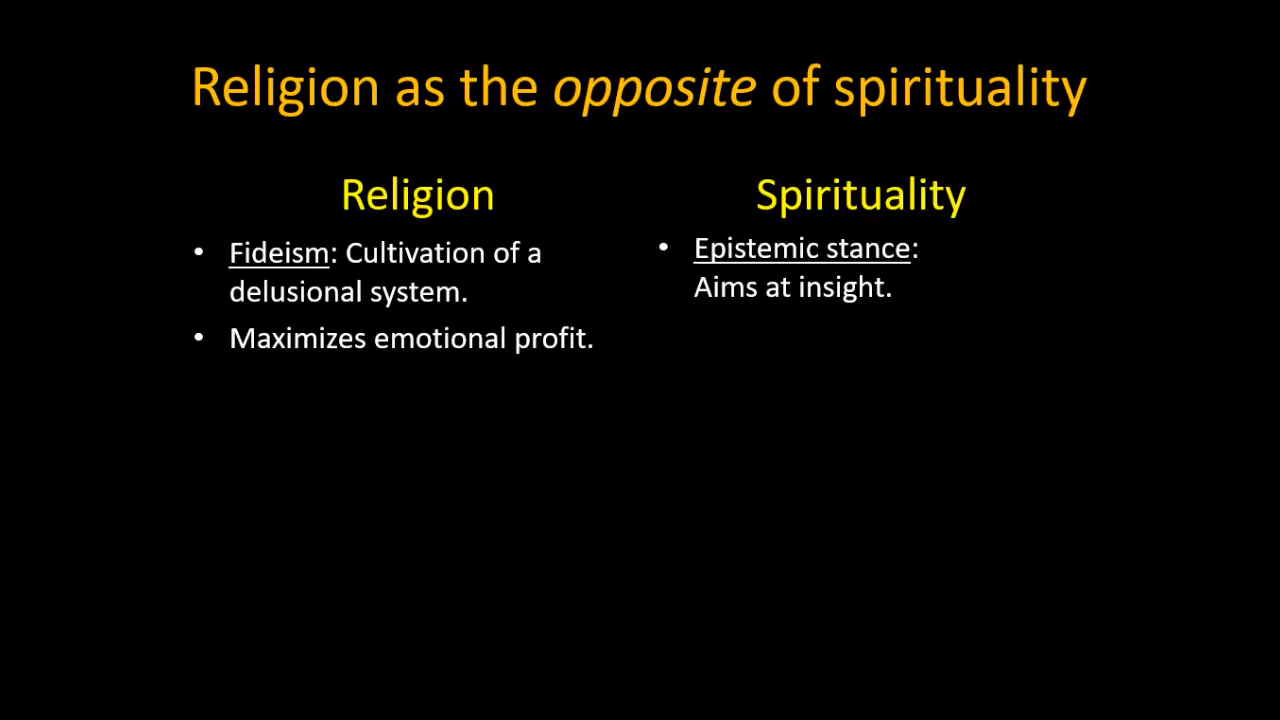 Religion as the opposite of spirituality
Religion
• Fideism: Cultivation of a
delusional system.
• Maximizes emotional profit.
Spirituality
• Epistemic stance:
Aims at insight.